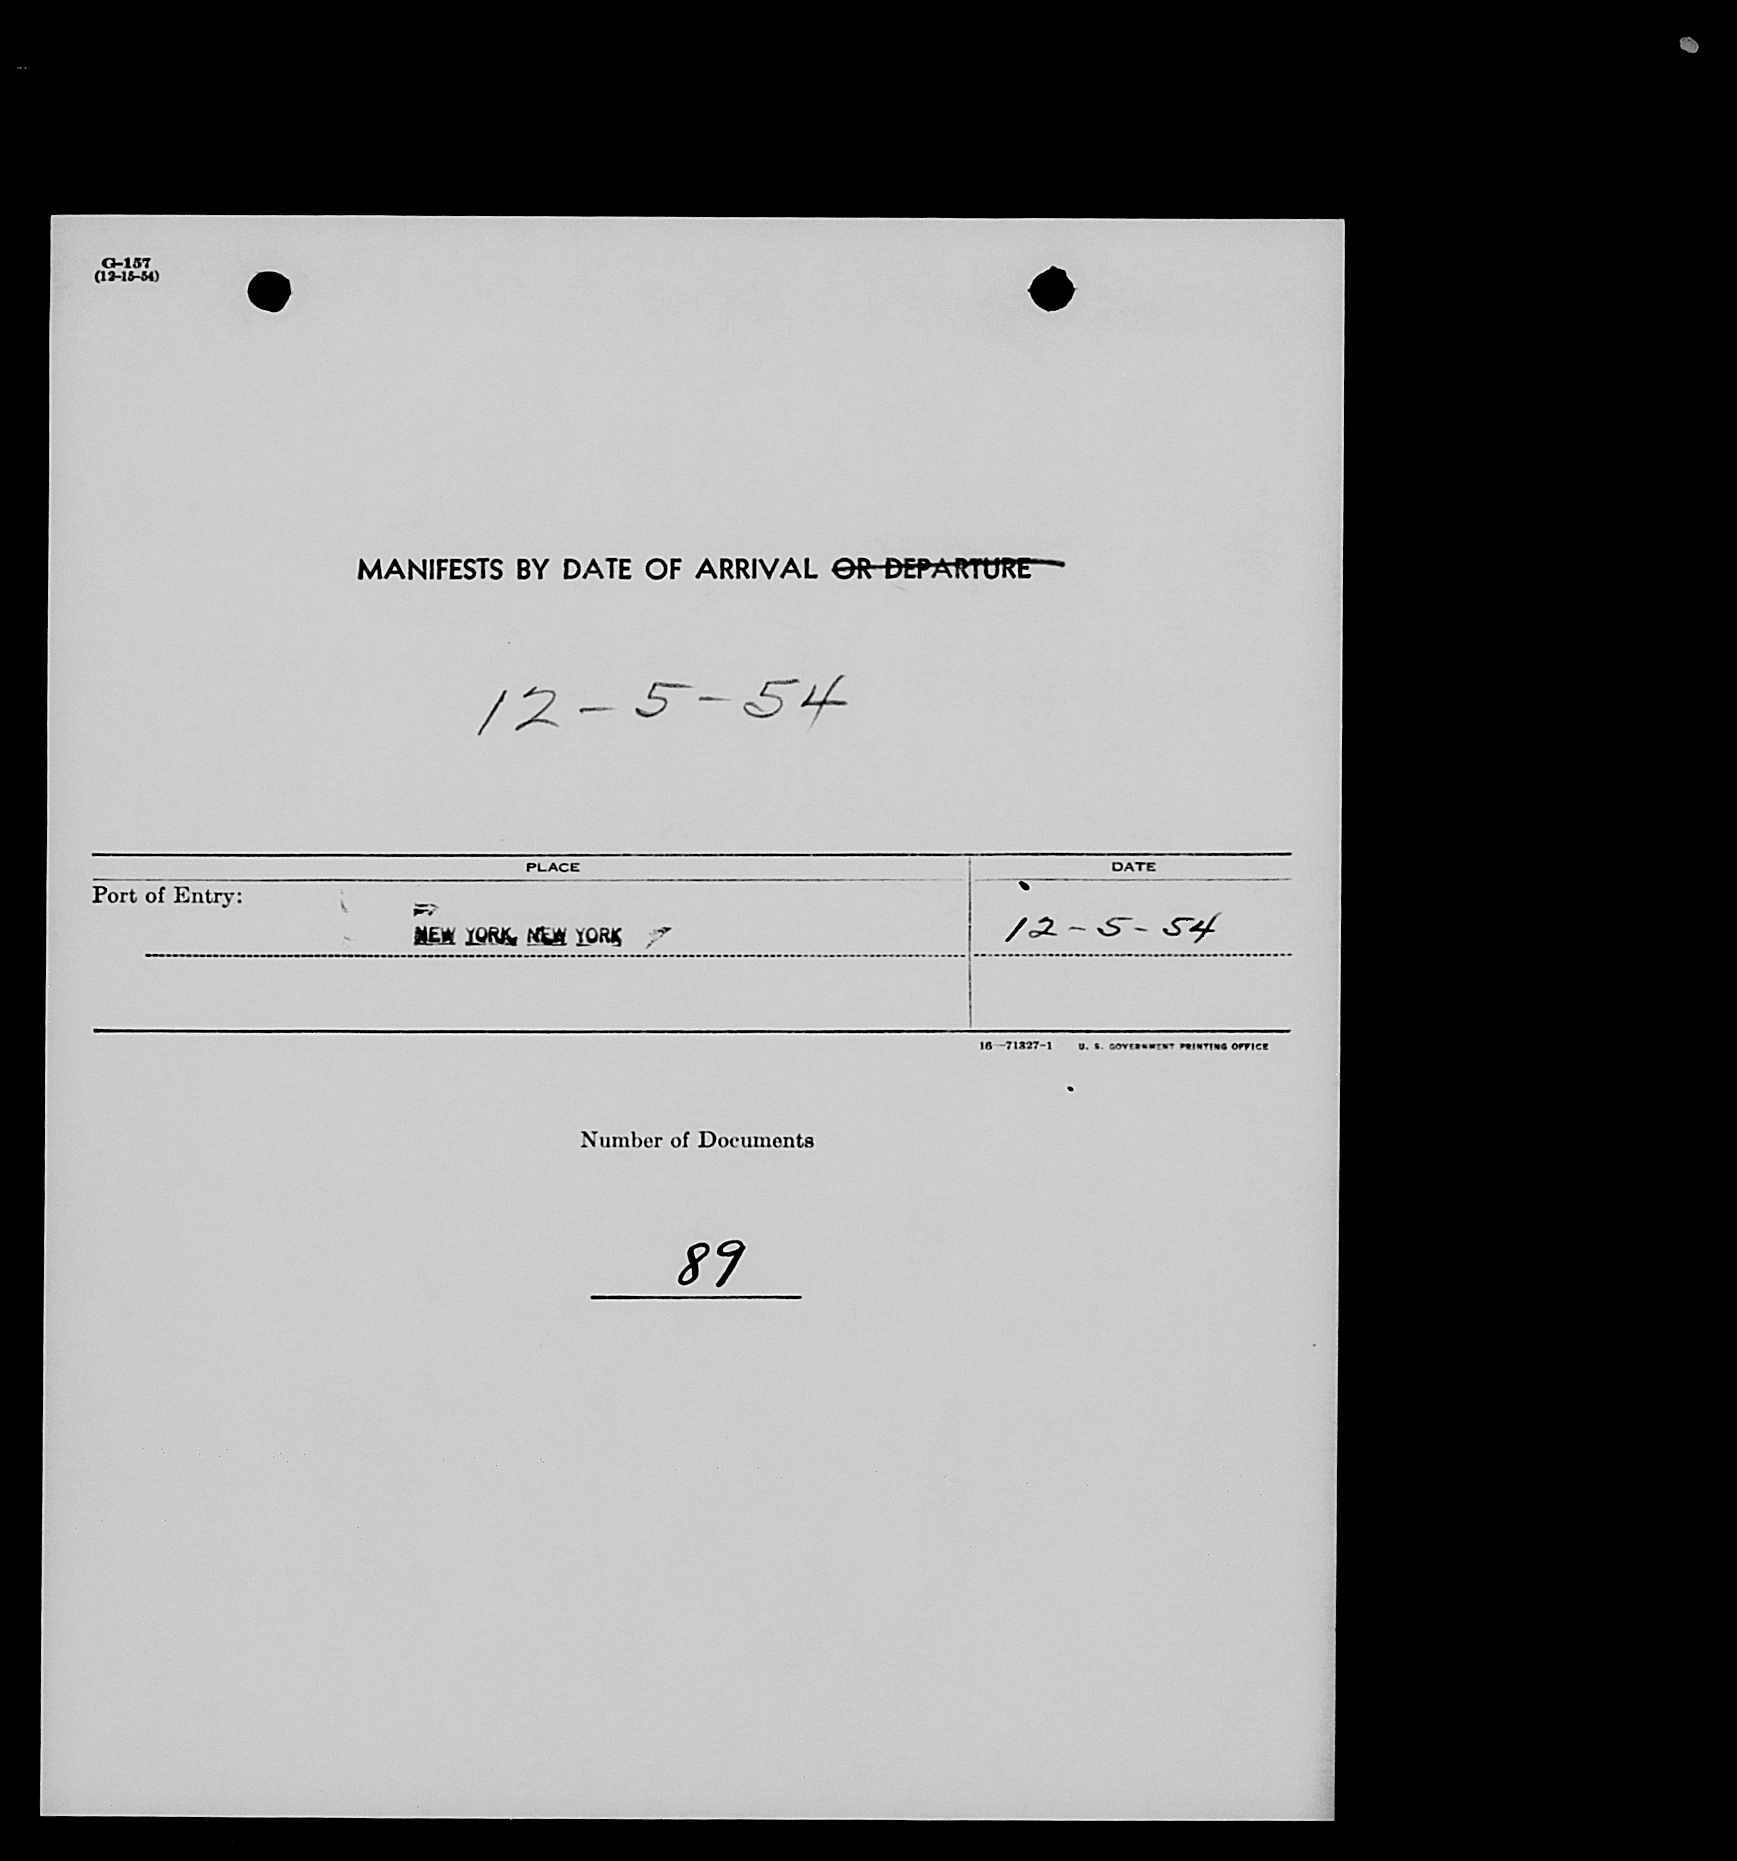 G-157
(12-15-54)
MANIFESTS BY DATE OF ARRIVAL OR DEPARTURE
12-5-54
PLACE DATE
Port of Entry:
NEW YORK, NEW YORK 12-5-54
16—71327-1 U. S. GOVERNMENT PRINTING OFFICE
Number of Documents
89